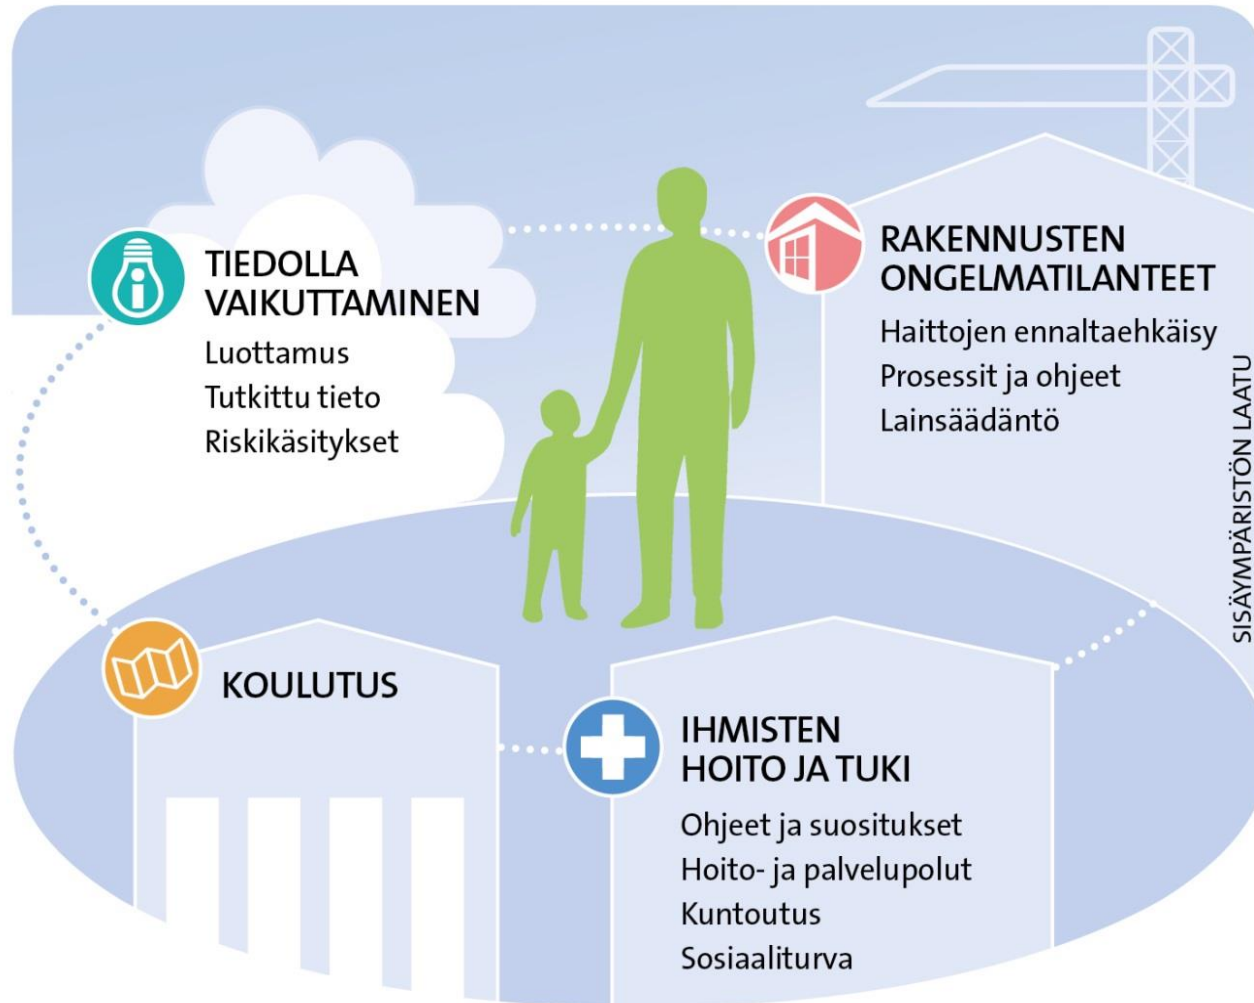 TIEDOLLA
VAIKUTTAMINEN
Luottamus
Tutkittu tieto
Riskikäsitykset
RAKENNUSTEN
ONGELMATILANTEET
Haittojen ennaltaehkäisy
Prosessit ja ohjeet
Lainsäädäntö
SISÄYMPÄRISTÖN LAATU
KOULUTUS
IHMISTEN
HOITO JA TUKI
Ohjeet ja suositukset
Hoito- ja palvelupolut
Kuntoutus
Sosiaaliturva